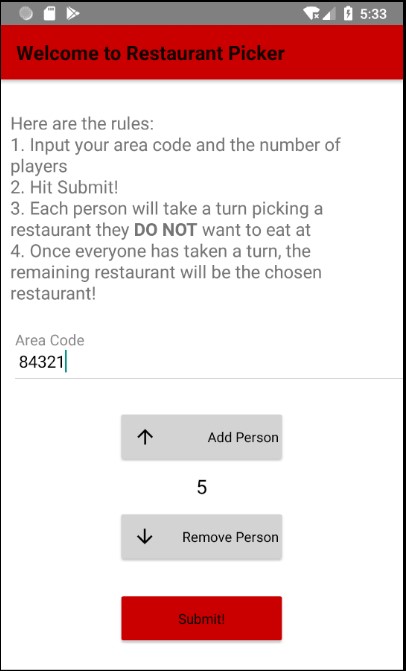 5:33
Welcome to Restaurant Picker
Here are the rules:
1. Input your area code and the number of
players
2. Hit Submit!
3. Each person will take a turn picking a
restaurant they DO NOT want to eat at
4. Once everyone has taken a turn, the
remaining restaurant will be the chosen
restaurant!
Area Code
84321
Add Person
5
Remove Person
Submit!